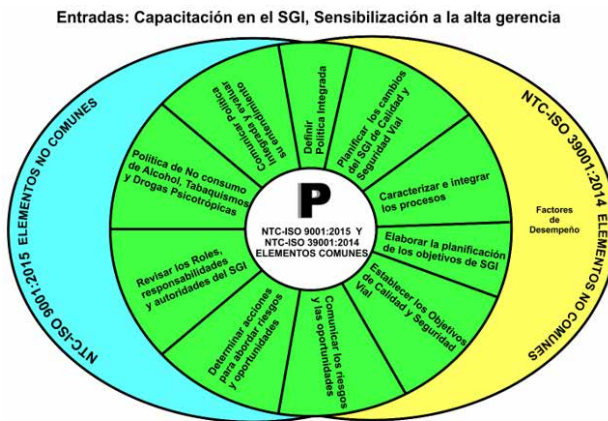 Entradas: Capacitación en el SGI, Sensibilización a la alta gerencia
NTC-ISO 9001:2015 ELEMENTOS NO COMUNES
NTC-ISO 39001:2014 ELEMENTOS NO COMUNES
Factores
de
Desempeño
P
NTC-ISO 9001:2015 Y
NTC-ISO 39001:2014
ELEMENTOS COMUNES
Definir
Política Integrada
Planificar los cambios
del SGI de Calidad y
Seguridad Vial
Caracterizar e integrar
los procesos
Elaborar la planificación
de los objetivos de SGI
Establecer los Objetivos
de Calidad y Seguridad
Vial
Comunicar los riesgos
y las oportunidades
Determinar acciones
para abordar riesgos
y oportunidades
Revisar los Roles,
responsabilidades
y autoridades del SGI
Política de No consumo
de Alcohol, Tabaquismos
y Drogas Psicotrópicas
Comunicar Política
Integrada y evaluar
su entendimiento